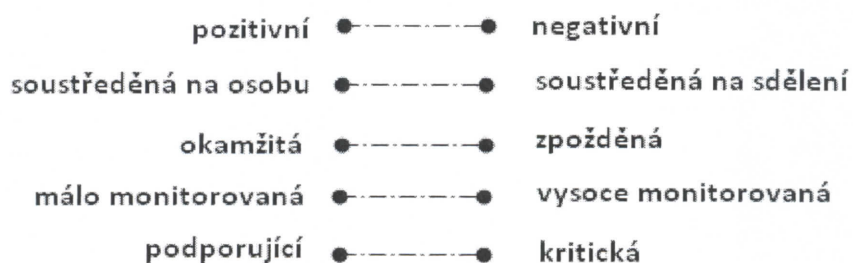 pozitivní negativní
soustředěná na osobu soustředěná na sdělení
okamžitá zpožděná
málo monitorovaná vysoce monitorovaná
podporující kritická